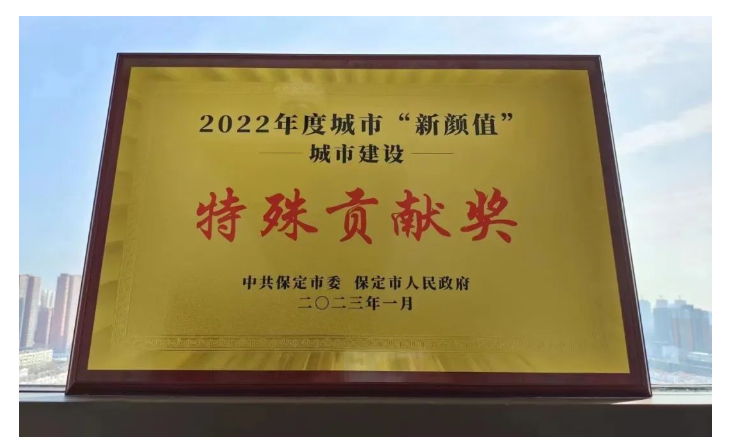 2022年度城市“新颜值”
城市建设
特殊贡献奖
中共保定市委 保定市人民政府
二〇二三年一月